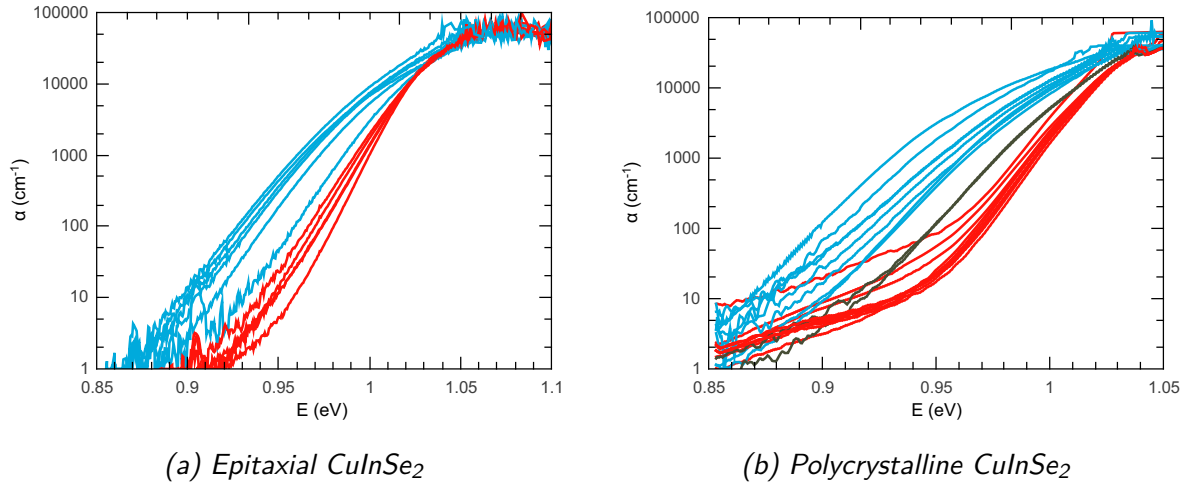 100000
10000
1000
100
10
1
α (cm⁻¹)
0.85 0.9 0.95 1 1.05 1.1
E (eV)
(a) Epitaxial CuInSe₂
100000
10000
1000
100
10
1
α (cm⁻¹)
0.85 0.9 0.95 1 1.05
E (eV)
(b) Polycrystalline CuInSe₂